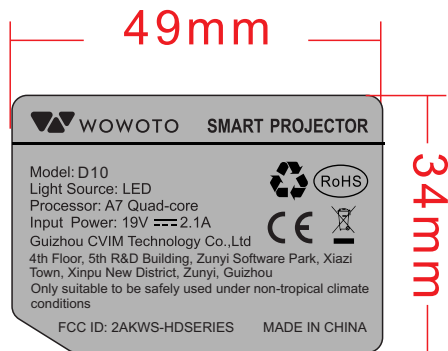 49mm
WOWOTO SMART PROJECTOR
Model: D10
Light Source: LED
Processor: A7 Quad-core
Input Power: 19V 2.1A
Guizhou CVIM Technology Co.,Ltd
RoHS
CE
4th Floor, 5th R&D Building, Zunyi Software Park, Xiazi
Town, Xinpu New District, Zunyi, Guizhou
Only suitable to be safely used under non-tropical climate
conditions
FCC ID: 2AKWS-HDSERIES MADE IN CHINA
34mm